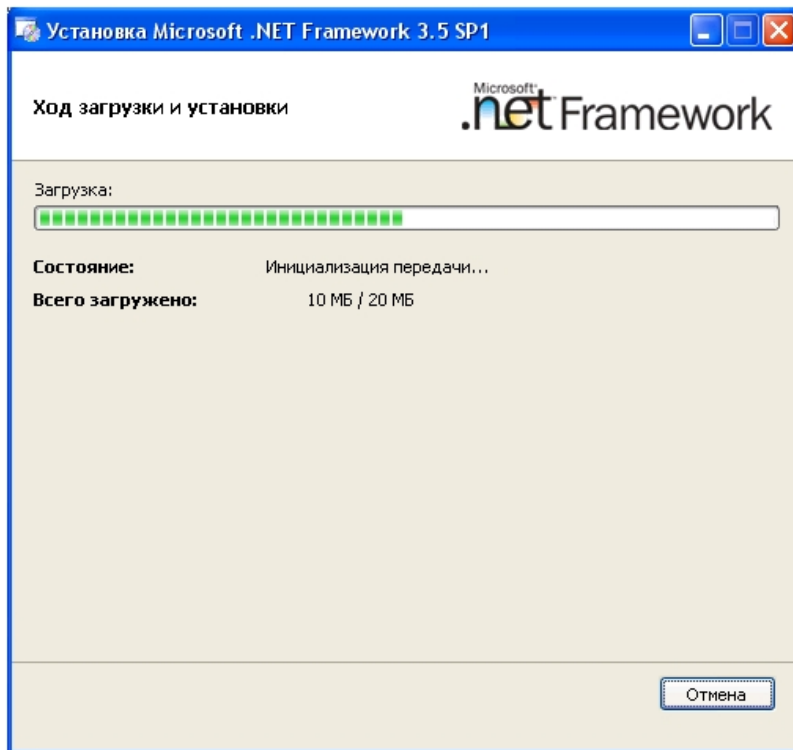 Установка Microsoft .NET Framework 3.5 SP1
Ход загрузки и установки
Microsoft
.net Framework
Загрузка:
Состояние: Инициализация передачи...
Всего загружено: 10 МБ / 20 МБ
Отмена